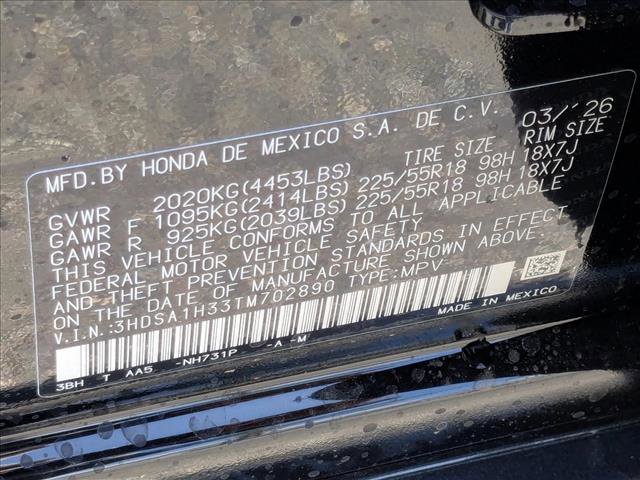 MFD.BY HONDA DE MEXICO S.A. DE C.V. 03/'26
GVWR 2020KG(4453LBS) TIRE SIZE RIM SIZE
GAWR F 1095KG(2414LBS) 225/55R18 98H 18X7J
GAWR R 925KG(2039LBS) 225/55R18 98H 18X7J
THIS VEHICLE CONFORMS TO ALL APPLICABLE
FEDERAL MOTOR VEHICLE SAFETY
AND THEFT PREVENTION STANDARDS IN EFFECT
ON THE DATE OF MANUFACTURE SHOWN ABOVE.
V.I.N.:3HDSA1H33TM702890 TYPE:MPV
MADE IN MEXICO
3BH T AA5 -NH731P -A -M